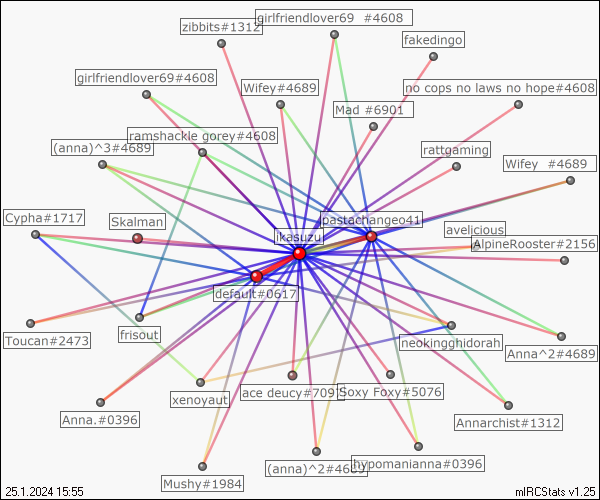 girlfriendlover69 #4608
zibbits#1312
fakedingo
girlfriendlover69#4608
Wifey#4689
no cops no laws no hope#4608
Mad #6901
ramshackle gorey#4608
(anna)^3#4689
rattgaming
Wifey #4689
Cypha#1717
Skalman
pastachangeo41
avelicious
ikasuzu
AlpineRooster#2156
default#0617
Toucan#2473
frisout
neokingghidorah
Anna^2#4689
xenoyaut
ace deucy#7091
Soxy Foxy#5076
Anna.#0396
Annarchist#1312
(anna)^2#4689
hypomanianna#0396
Mushy#1984
25.1.2024 15:55
mIRCStats v1.25